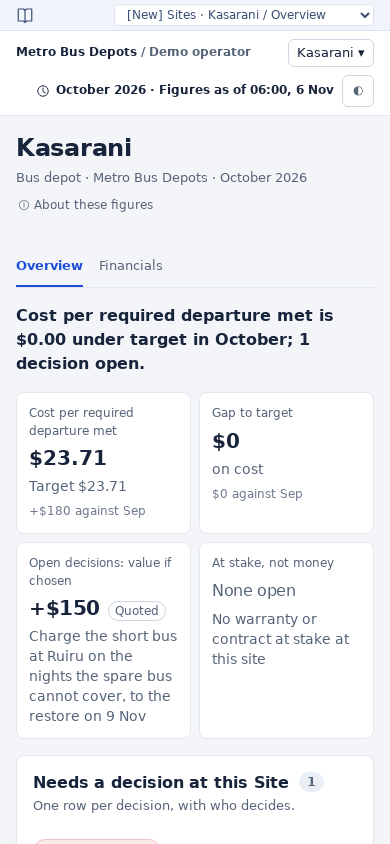 [New] Sites · Kasarani / Overview
Metro Bus Depots / Demo operator
Kasarani ▾
October 2026 · Figures as of 06:00, 6 Nov
Kasarani
Bus depot · Metro Bus Depots · October 2026
ⓘ About these figures
Overview
Financials
Cost per required departure met is
$0.00 under target in October; 1
decision open.
Cost per required
departure met
$23.71
Target $23.71
+$180 against Sep
Gap to target
$0
on cost
$0 against Sep
Open decisions: value if
chosen
+$150 Quoted
Charge the short bus
at Ruiru on the
nights the spare bus
cannot cover, to the
restore on 9 Nov
At stake, not money
None open
No warranty or
contract at stake at
this site
Needs a decision at this Site 1
One row per decision, with who decides.